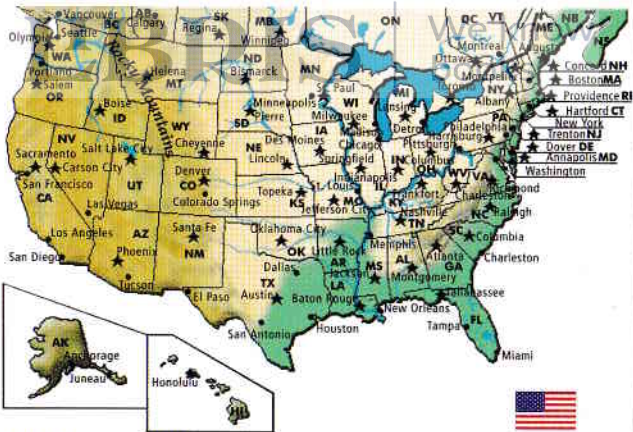 Vancouver
BC
AB
Calgary
SK
Regina
MB
Winnipeg
ON
QC
VT
ME
NB
NS
Olympia
Seattle
WA
Portland
Salem
OR
Rocky Mountains
Helena
MT
ND
Bismarck
MN
St. Paul
Ottawa
Montreal
Montpelier
Augusta
Toronto
Concord NH
Boston MA
Providence RI
Hartford CT
New York
Trenton NJ
Dover DE
Annapolis MD
Washington
Boise
ID
WY
Cheyenne
SD
Pierre
Minneapolis
WI
Milwaukee
Madison
MI
Lansing
Detroit
NY
Albany
PA
Philadelphia
Harrisburg
Pittsburgh
NV
Sacramento
Carson City
San Francisco
CA
Salt Lake City
UT
Denver
CO
Colorado Springs
NE
Lincoln
IA
Des Moines
Chicago
Springfield
IL
IN
Indianapolis
OH
Columbus
WV
VA
Charleston
Richmond
Las Vegas
Topeka
KS
St. Louis
MO
Jefferson City
KY
Frankfort
Nashville
TN
NC
Raleigh
Los Angeles
San Diego
AZ
Phoenix
Tucson
Santa Fe
NM
El Paso
Oklahoma City
OK
Little Rock
AR
Memphis
MS
Jackson
AL
Montgomery
Atlanta
GA
SC
Columbia
Charleston
Dallas
TX
Austin
LA
Baton Rouge
New Orleans
Tallahassee
San Antonio
Houston
Tampa
FL
Miami
AK
Anchorage
Juneau
Honolulu
HI